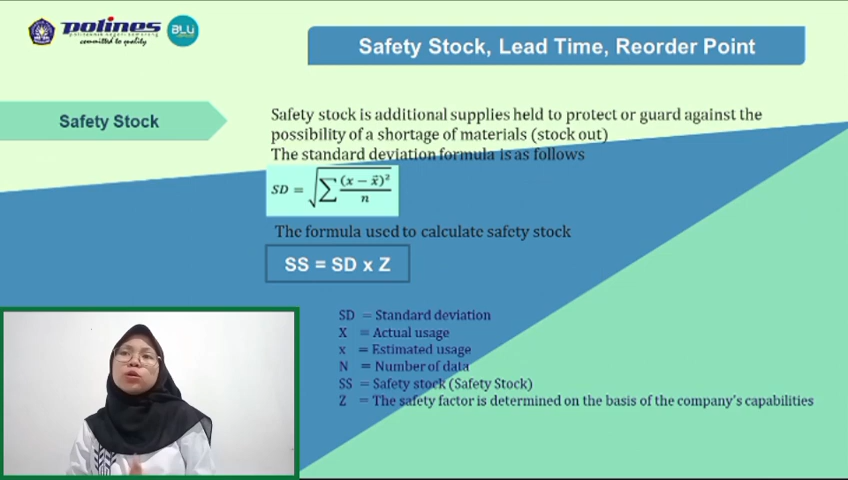 polines
politeknik negeri semarang
committed to quality
BLU
Safety Stock, Lead Time, Reorder Point
Safety Stock
Safety stock is additional supplies held to protect or guard against the
possibility of a shortage of materials (stock out)
The standard deviation formula is as follows
SD = √∑ (x − x̄)² / n
The formula used to calculate safety stock
SS = SD x Z
SD = Standard deviation
X = Actual usage
x = Estimated usage
N = Number of data
SS = Safety stock (Safety Stock)
Z = The safety factor is determined on the basis of the company's capabilities